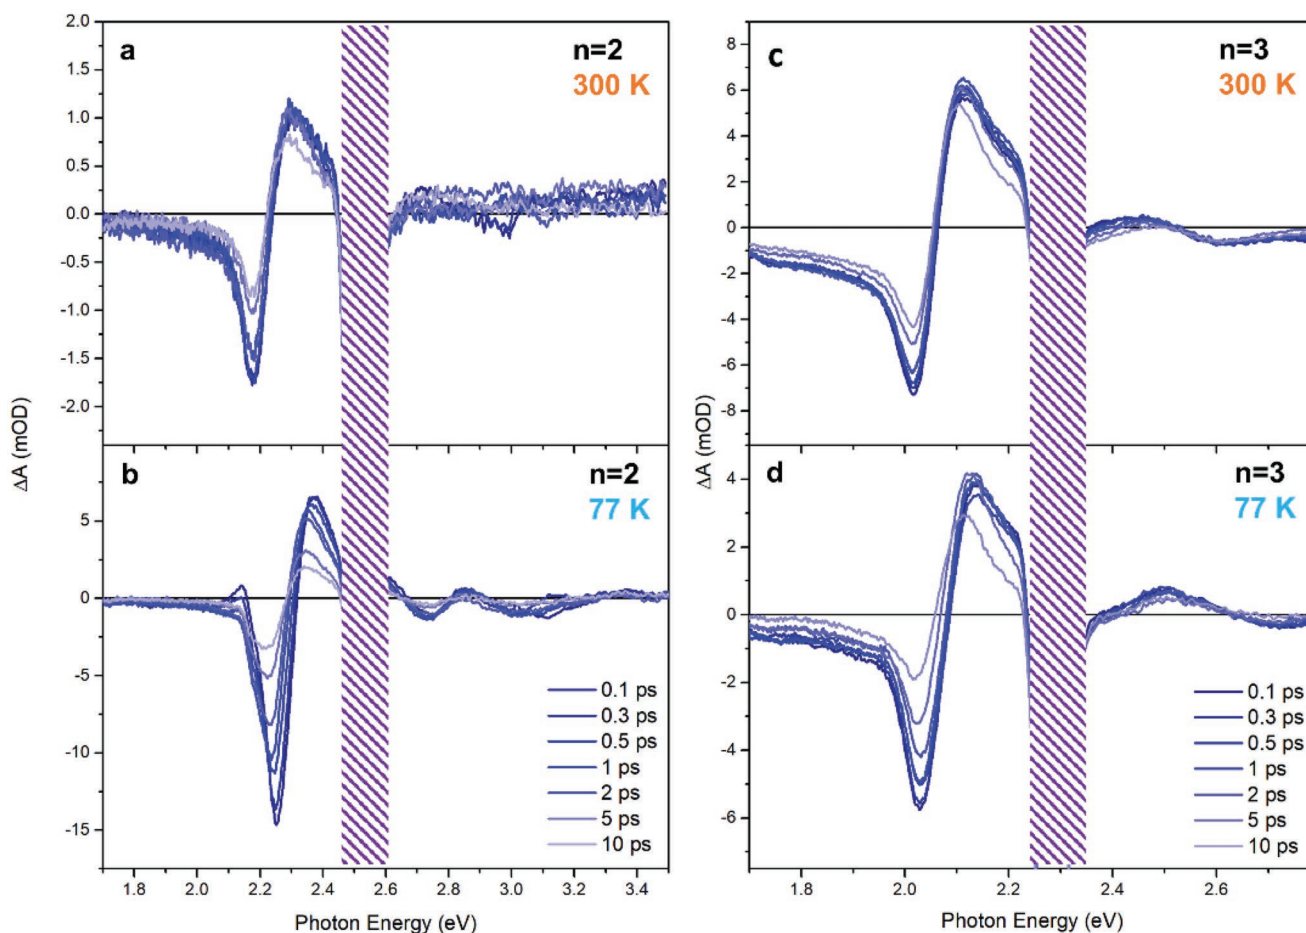 a
n=2
300 K
2.0
1.5
1.0
0.5
0.0
-0.5
-1.0
-1.5
-2.0
ΔA (mOD)
b
n=2
77 K
5
0
-5
-10
-15
0.1 ps
0.3 ps
0.5 ps
1 ps
2 ps
5 ps
10 ps
1.8 2.0 2.2 2.4 2.6 2.8 3.0 3.2 3.4
Photon Energy (eV)
c
n=3
300 K
8
6
4
2
0
-2
-4
-6
-8
ΔA (mOD)
d
n=3
77 K
4
2
0
-2
-4
-6
0.1 ps
0.3 ps
0.5 ps
1 ps
2 ps
5 ps
10 ps
1.8 2.0 2.2 2.4 2.6
Photon Energy (eV)